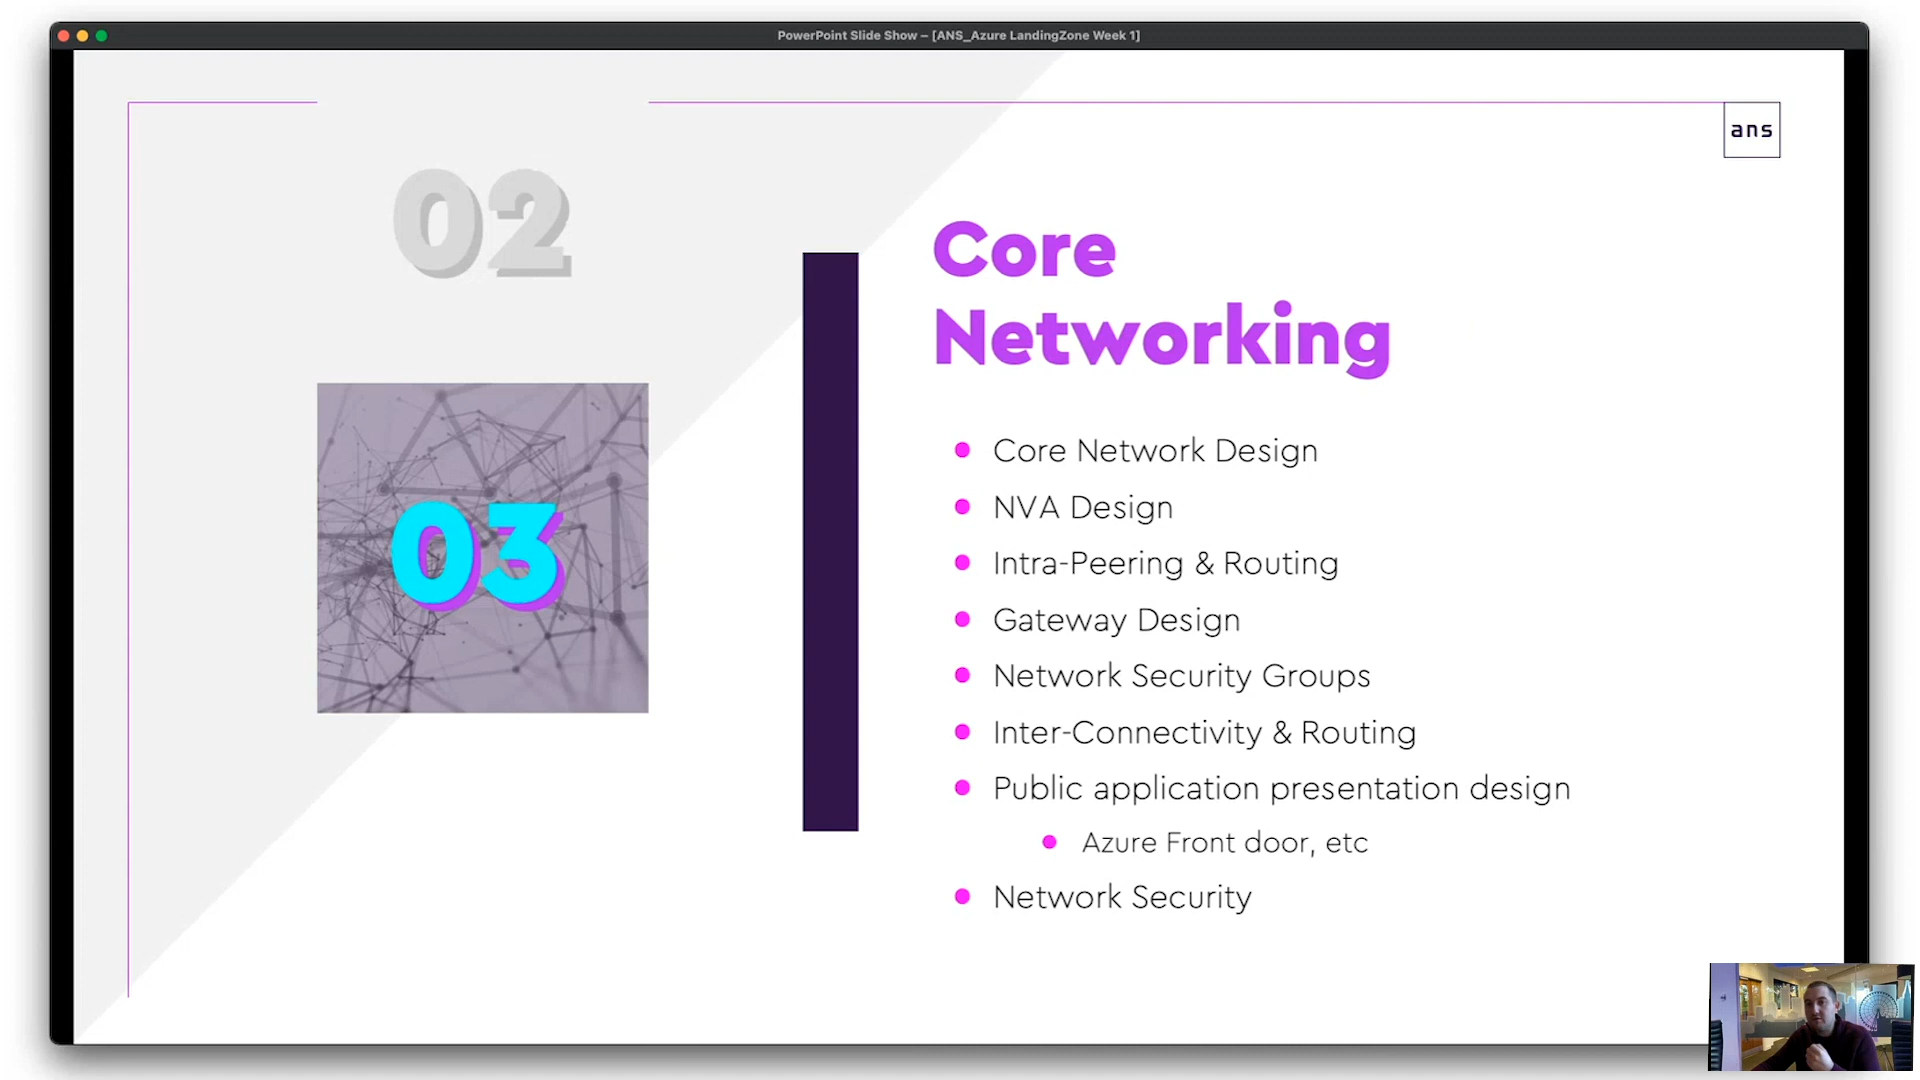 PowerPoint Slide Show – [ANS_Azure LandingZone Week 1]
ans
02
03
Core
Networking
Core Network Design
NVA Design
Intra-Peering & Routing
Gateway Design
Network Security Groups
Inter-Connectivity & Routing
Public application presentation design
Azure Front door, etc
Network Security